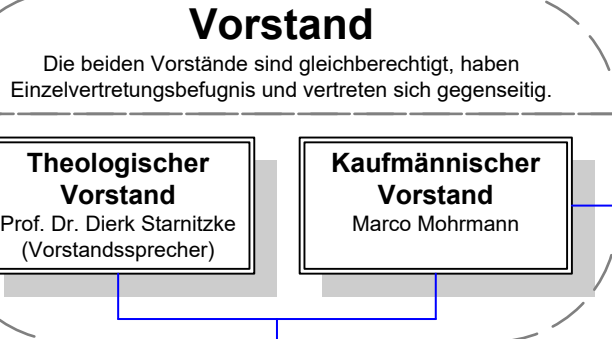 Vorstand
Die beiden Vorstände sind gleichberechtigt, haben
Einzelvertretungsbefugnis und vertreten sich gegenseitig.
Theologischer
Vorstand
Prof. Dr. Dierk Starnitzke
(Vorstandssprecher)
Kaufmännischer
Vorstand
Marco Mohrmann